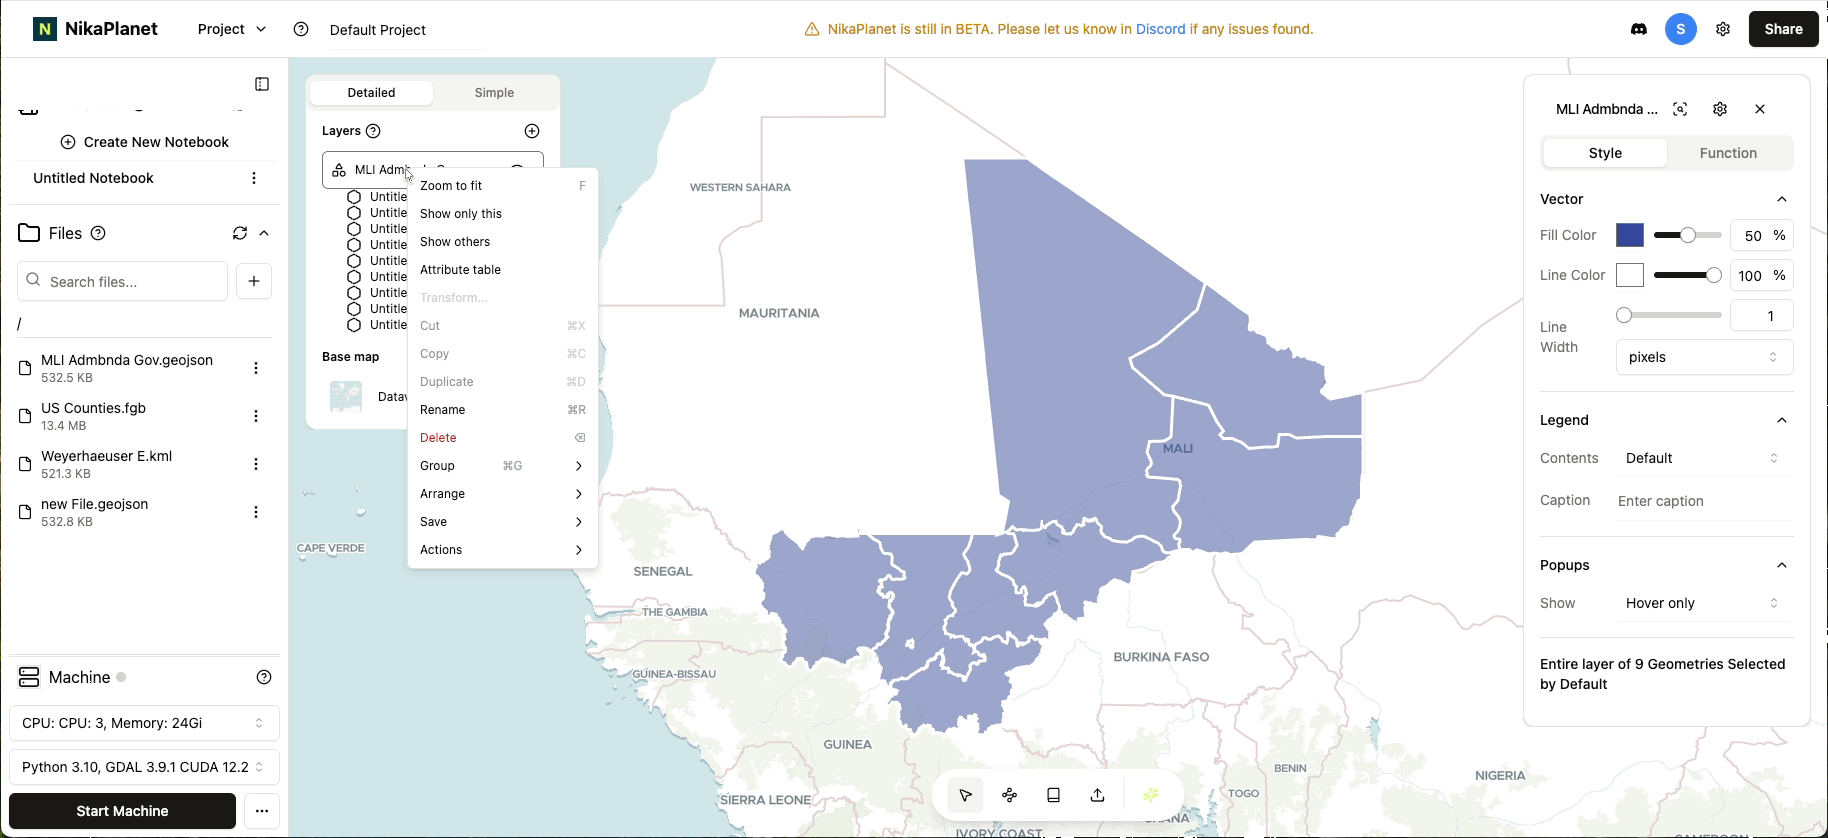 NikaPlanet
Project
Default Project
NikaPlanet is still in BETA. Please let us know in Discord if any issues found.
S
Share
Create New Notebook
Untitled Notebook
Files
Search files...
/
MLI Admbnda Gov.geojson
532.5 KB
US Counties.fgb
13.4 MB
Weyerhaeuser E.kml
521.3 KB
new File.geojson
532.8 KB
Machine
CPU: CPU: 3, Memory: 24Gi
Python 3.10, GDAL 3.9.1 CUDA 12.2
Start Machine
Detailed
Simple
Layers
MLI Adm
Untitle
Untitle
Untitle
Untitle
Untitle
Untitle
Untitle
Untitle
Untitle
Base map
Zoom to fit F
Show only this
Show others
Attribute table
Transform...
Cut ⌘X
Copy ⌘C
Duplicate ⌘D
Rename ⌘R
Delete
Group ⌘G
Arrange
Save
Actions
WESTERN SAHARA
MAURITANIA
MALI
CAPE VERDE
SENEGAL
THE GAMBIA
GUINEA-BISSAU
BURKINA FASO
GUINEA
BENIN
NIGERIA
TOGO
SIERRA LEONE
GHANA
IVORY COAST
CAMEROON
MLI Admbnda ...
Style
Function
Vector
Fill Color 50 %
Line Color 100 %
Line
Width
1
pixels
Legend
Contents Default
Caption Enter caption
Popups
Show Hover only
Entire layer of 9 Geometries Selected
by Default